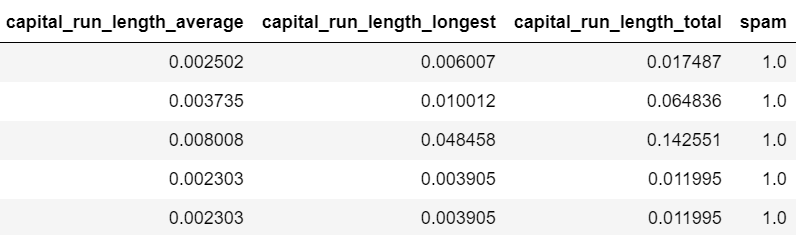 capital_run_length_average capital_run_length_longest capital_run_length_total spam
0.002502 0.006007 0.017487 1.0
0.003735 0.010012 0.064836 1.0
0.008008 0.048458 0.142551 1.0
0.002303 0.003905 0.011995 1.0
0.002303 0.003905 0.011995 1.0